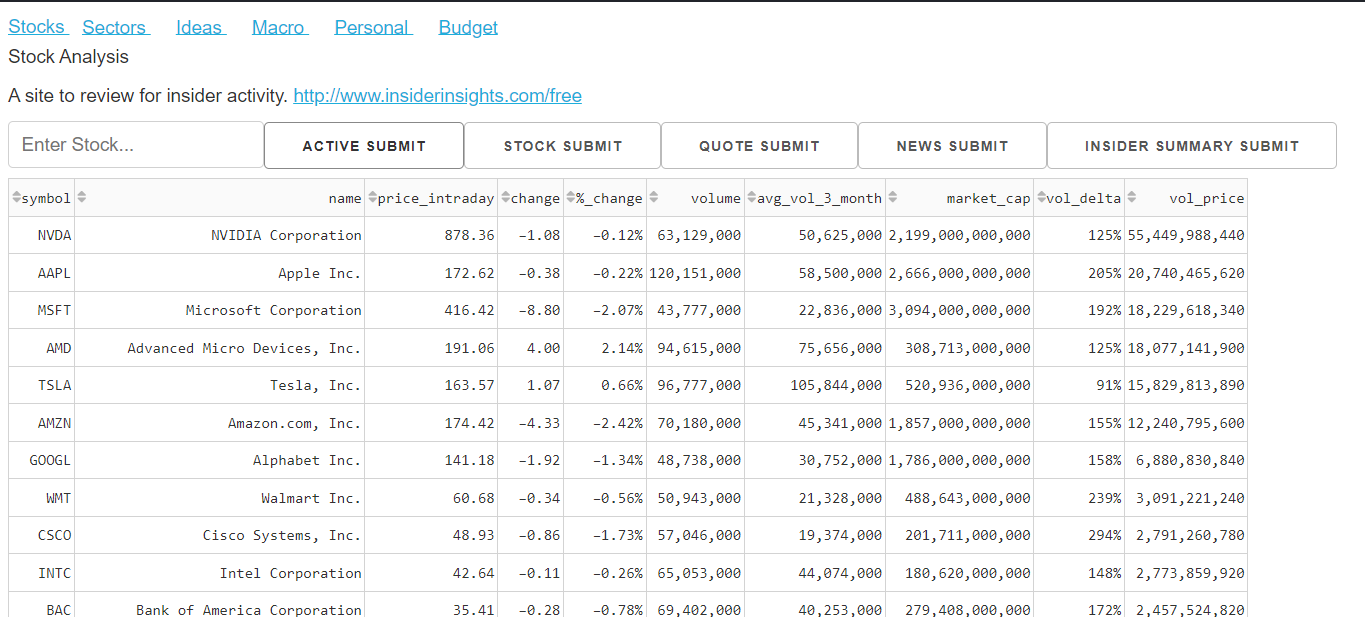 Stocks Sectors Ideas Macro Personal Budget
Stock Analysis
A site to review for insider activity. http://www.insiderinsights.com/free
Enter Stock... ACTIVE SUBMIT STOCK SUBMIT QUOTE SUBMIT NEWS SUBMIT INSIDER SUMMARY SUBMIT
symbol name price_intraday change %_change volume avg_vol_3_month market_cap vol_delta vol_price
NVDA NVIDIA Corporation 878.36 −1.08 −0.12% 63,129,000 50,625,000 2,199,000,000,000 125% 55,449,988,440
AAPL Apple Inc. 172.62 −0.38 −0.22% 120,151,000 58,500,000 2,666,000,000,000 205% 20,740,465,620
MSFT Microsoft Corporation 416.42 −8.80 −2.07% 43,777,000 22,836,000 3,094,000,000,000 192% 18,229,618,340
AMD Advanced Micro Devices, Inc. 191.06 4.00 2.14% 94,615,000 75,656,000 308,713,000,000 125% 18,077,141,900
TSLA Tesla, Inc. 163.57 1.07 0.66% 96,777,000 105,844,000 520,936,000,000 91% 15,829,813,890
AMZN Amazon.com, Inc. 174.42 −4.33 −2.42% 70,180,000 45,341,000 1,857,000,000,000 155% 12,240,795,600
GOOGL Alphabet Inc. 141.18 −1.92 −1.34% 48,738,000 30,752,000 1,786,000,000,000 158% 6,880,830,840
WMT Walmart Inc. 60.68 −0.34 −0.56% 50,943,000 21,328,000 488,643,000,000 239% 3,091,221,240
CSCO Cisco Systems, Inc. 48.93 −0.86 −1.73% 57,046,000 19,374,000 201,711,000,000 294% 2,791,260,780
INTC Intel Corporation 42.64 −0.11 −0.26% 65,053,000 44,074,000 180,620,000,000 148% 2,773,859,920
BAC Bank of America Corporation 35.41 −0.28 −0.78% 69,402,000 40,253,000 279,408,000,000 172% 2,457,524,820